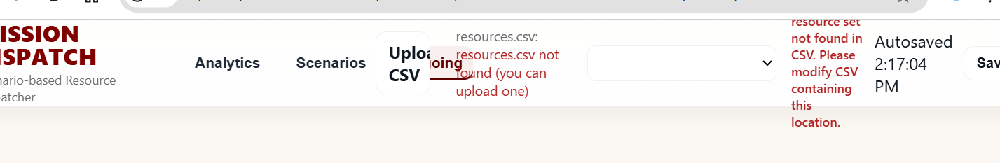 ISSION
ISPATCH
nario-based Resource
patcher
Analytics
Scenarios
Uploa
CSV
oing
resources.csv:
resources.csv not
found (you can
upload one)
resource set
not found in
CSV. Please
modify CSV
containing
this
location.
Autosaved
2:17:04
PM
Sav